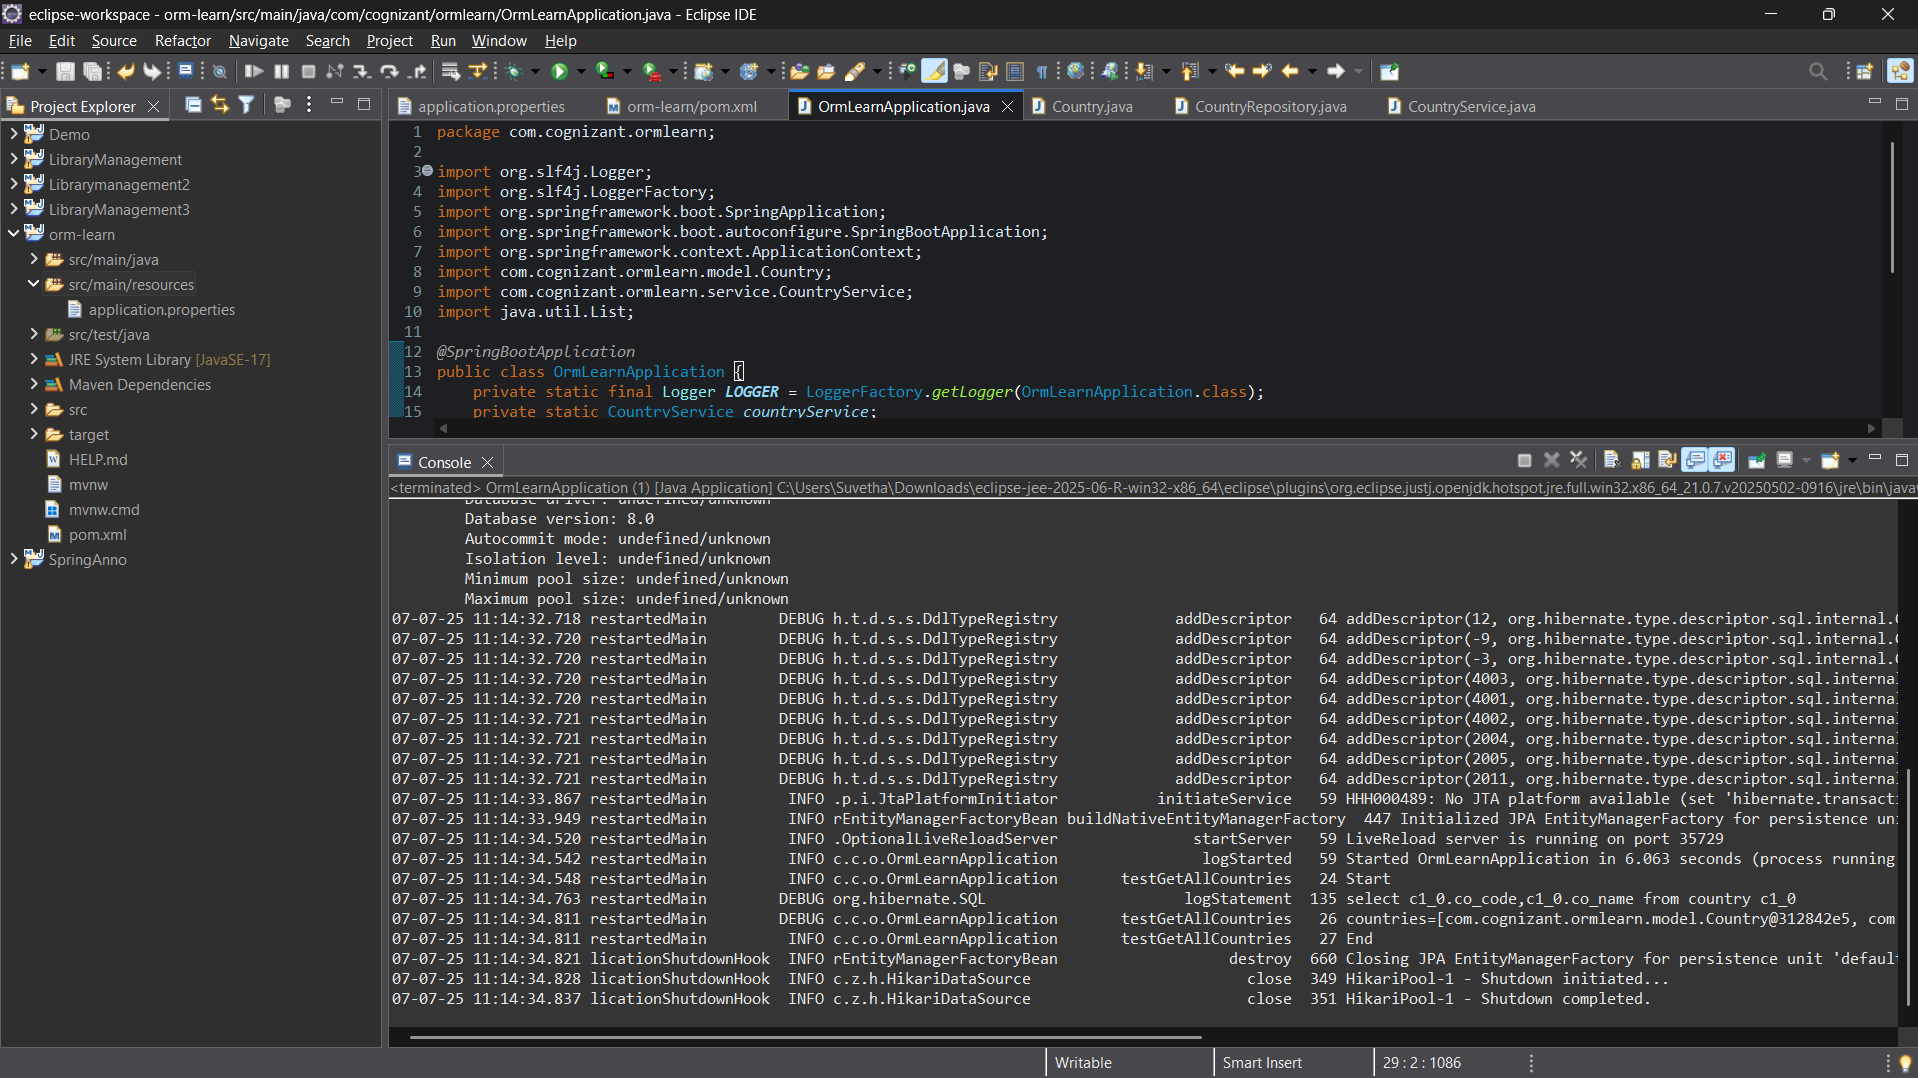 eclipse-workspace - orm-learn/src/main/java/com/cognizant/ormlearn/OrmLearnApplication.java - Eclipse IDE
File Edit Source Refactor Navigate Search Project Run Window Help
Project Explorer
Demo
LibraryManagement
Librarymanagement2
LibraryManagement3
orm-learn
src/main/java
src/main/resources
application.properties
src/test/java
JRE System Library [JavaSE-17]
Maven Dependencies
src
target
HELP.md
mvnw
mvnw.cmd
pom.xml
SpringAnno
application.properties orm-learn/pom.xml OrmLearnApplication.java Country.java CountryRepository.java CountryService.java
1 package com.cognizant.ormlearn;
2
3 import org.slf4j.Logger;
4 import org.slf4j.LoggerFactory;
5 import org.springframework.boot.SpringApplication;
6 import org.springframework.boot.autoconfigure.SpringBootApplication;
7 import org.springframework.context.ApplicationContext;
8 import com.cognizant.ormlearn.model.Country;
9 import com.cognizant.ormlearn.service.CountryService;
10 import java.util.List;
11
12 @SpringBootApplication
13 public class OrmLearnApplication {
14 private static final Logger LOGGER = LoggerFactory.getLogger(OrmLearnApplication.class);
15 private static CountryService countryService;
Console
<terminated> OrmLearnApplication (1) [Java Application] C:\Users\Suvetha\Downloads\eclipse-jee-2025-06-R-win32-x86_64\eclipse\plugins\org.eclipse.justj.openjdk.hotspot.jre.full.win32.x86_64_21.0.7.v20250502-0916\jre\bin\java
Database driver: undefined/unknown
Database version: 8.0
Autocommit mode: undefined/unknown
Isolation level: undefined/unknown
Minimum pool size: undefined/unknown
Maximum pool size: undefined/unknown
07-07-25 11:14:32.718 restartedMain DEBUG h.t.d.s.s.DdlTypeRegistry addDescriptor 64 addDescriptor(12, org.hibernate.type.descriptor.sql.internal.
07-07-25 11:14:32.720 restartedMain DEBUG h.t.d.s.s.DdlTypeRegistry addDescriptor 64 addDescriptor(-9, org.hibernate.type.descriptor.sql.internal.
07-07-25 11:14:32.720 restartedMain DEBUG h.t.d.s.s.DdlTypeRegistry addDescriptor 64 addDescriptor(-3, org.hibernate.type.descriptor.sql.internal.
07-07-25 11:14:32.720 restartedMain DEBUG h.t.d.s.s.DdlTypeRegistry addDescriptor 64 addDescriptor(4003, org.hibernate.type.descriptor.sql.interna
07-07-25 11:14:32.720 restartedMain DEBUG h.t.d.s.s.DdlTypeRegistry addDescriptor 64 addDescriptor(4001, org.hibernate.type.descriptor.sql.interna
07-07-25 11:14:32.721 restartedMain DEBUG h.t.d.s.s.DdlTypeRegistry addDescriptor 64 addDescriptor(4002, org.hibernate.type.descriptor.sql.interna
07-07-25 11:14:32.721 restartedMain DEBUG h.t.d.s.s.DdlTypeRegistry addDescriptor 64 addDescriptor(2004, org.hibernate.type.descriptor.sql.interna
07-07-25 11:14:32.721 restartedMain DEBUG h.t.d.s.s.DdlTypeRegistry addDescriptor 64 addDescriptor(2005, org.hibernate.type.descriptor.sql.interna
07-07-25 11:14:32.721 restartedMain DEBUG h.t.d.s.s.DdlTypeRegistry addDescriptor 64 addDescriptor(2011, org.hibernate.type.descriptor.sql.interna
07-07-25 11:14:33.867 restartedMain INFO .p.i.JtaPlatformInitiator initiateService 59 HHH000489: No JTA platform available (set 'hibernate.transact
07-07-25 11:14:33.949 restartedMain INFO rEntityManagerFactoryBean buildNativeEntityManagerFactory 447 Initialized JPA EntityManagerFactory for persistence un
07-07-25 11:14:34.520 restartedMain INFO .OptionalLiveReloadServer startServer 59 LiveReload server is running on port 35729
07-07-25 11:14:34.542 restartedMain INFO c.c.o.OrmLearnApplication logStarted 59 Started OrmLearnApplication in 6.063 seconds (process running
07-07-25 11:14:34.548 restartedMain INFO c.c.o.OrmLearnApplication testGetAllCountries 24 Start
07-07-25 11:14:34.763 restartedMain DEBUG org.hibernate.SQL logStatement 135 select c1_0.co_code,c1_0.co_name from country c1_0
07-07-25 11:14:34.811 restartedMain DEBUG c.c.o.OrmLearnApplication testGetAllCountries 26 countries=[com.cognizant.ormlearn.model.Country@312842e5, com
07-07-25 11:14:34.811 restartedMain INFO c.c.o.OrmLearnApplication testGetAllCountries 27 End
07-07-25 11:14:34.821 licationShutdownHook INFO rEntityManagerFactoryBean destroy 660 Closing JPA EntityManagerFactory for persistence unit 'defaul
07-07-25 11:14:34.828 licationShutdownHook INFO c.z.h.HikariDataSource close 349 HikariPool-1 - Shutdown initiated...
07-07-25 11:14:34.837 licationShutdownHook INFO c.z.h.HikariDataSource close 351 HikariPool-1 - Shutdown completed.
Writable Smart Insert 29 : 2 : 1086